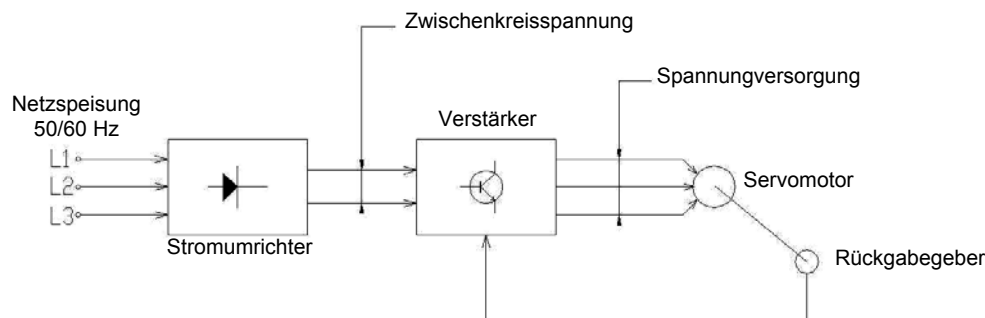 Zwischenkreisspannung
Spannungversorgung
Netzspeisung
50/60 Hz
Verstärker
L1
L2
L3
Servomotor
Stromumrichter
Rückgabegeber